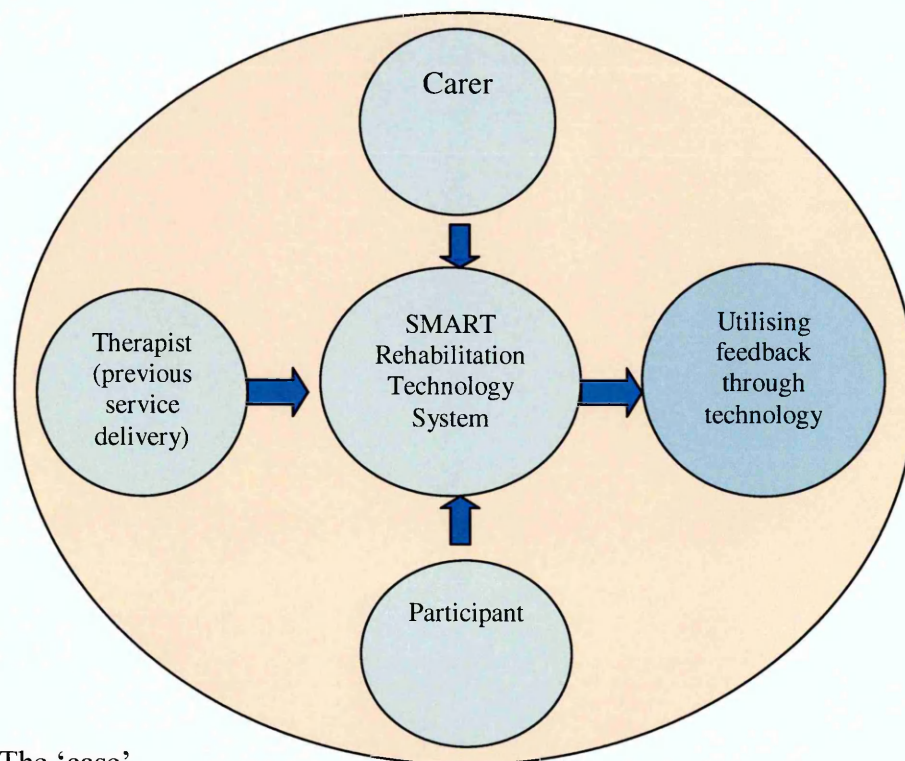 Carer
Therapist
(previous
service
delivery)
SMART
Rehabilitation
Technology
System
Utilising
feedback
through
technology
Participant
The ‘case’